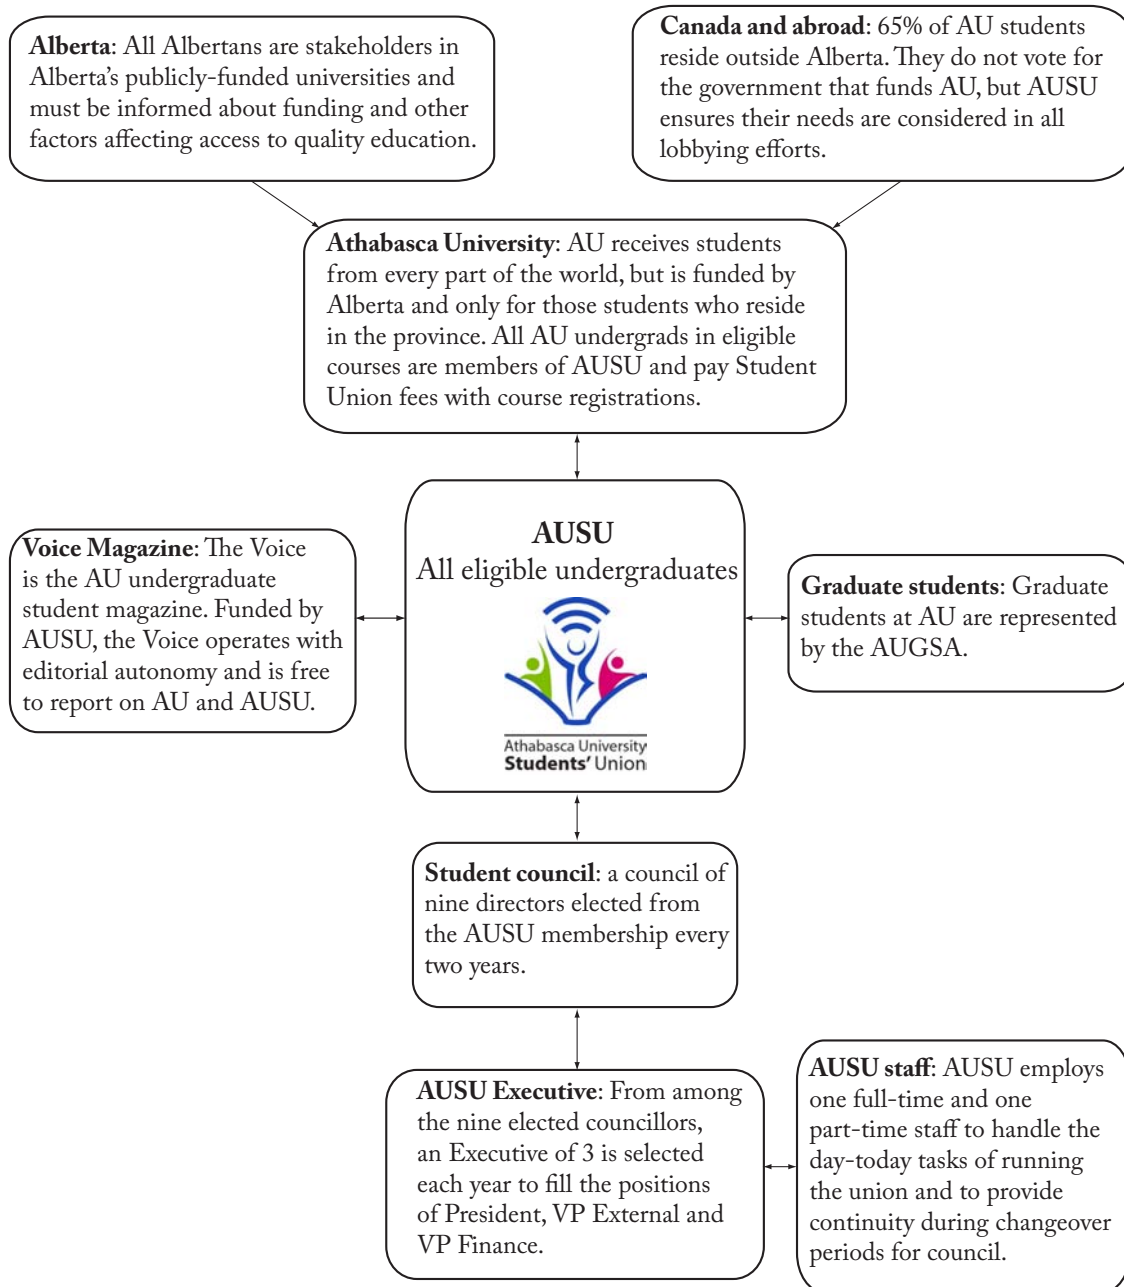 Alberta: All Albertans are stakeholders in
Alberta's publicly-funded universities and
must be informed about funding and other
factors affecting access to quality education.
Canada and abroad: 65% of AU students
reside outside Alberta. They do not vote for
the government that funds AU, but AUSU
ensures their needs are considered in all
lobbying efforts.
Athabasca University: AU receives students
from every part of the world, but is funded by
Alberta and only for those students who reside
in the province. All AU undergrads in eligible
courses are members of AUSU and pay Student
Union fees with course registrations.
Voice Magazine: The Voice
is the AU undergraduate
student magazine. Funded by
AUSU, the Voice operates with
editorial autonomy and is free
to report on AU and AUSU.
AUSU
All eligible undergraduates
Athabasca University
Students' Union
Graduate students: Graduate
students at AU are represented
by the AUGSA.
Student council: a council of
nine directors elected from
the AUSU membership every
two years.
AUSU Executive: From among
the nine elected councillors,
an Executive of 3 is selected
each year to fill the positions
of President, VP External and
VP Finance.
AUSU staff: AUSU employs
one full-time and one
part-time staff to handle the
day-today tasks of running
the union and to provide
continuity during changeover
periods for council.